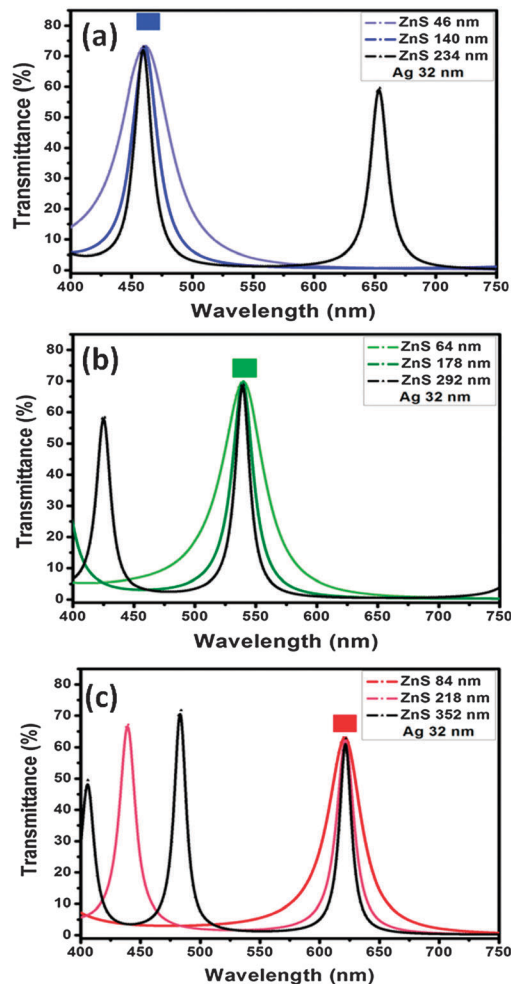 (a)
ZnS 46 nm
ZnS 140 nm
ZnS 234 nm
Ag 32 nm
Transmittance (%)
80
70
60
50
40
30
20
10
0
400 450 500 550 600 650 700 750
Wavelength (nm)
(b)
ZnS 64 nm
ZnS 178 nm
ZnS 292 nm
Ag 32 nm
Transmittance (%)
80
70
60
50
40
30
20
10
0
400 450 500 550 600 650 700 750
Wavelength (nm)
(c)
ZnS 84 nm
ZnS 218 nm
ZnS 352 nm
Ag 32 nm
Transmittance (%)
80
70
60
50
40
30
20
10
0
400 450 500 550 600 650 700 750
Wavelength (nm)